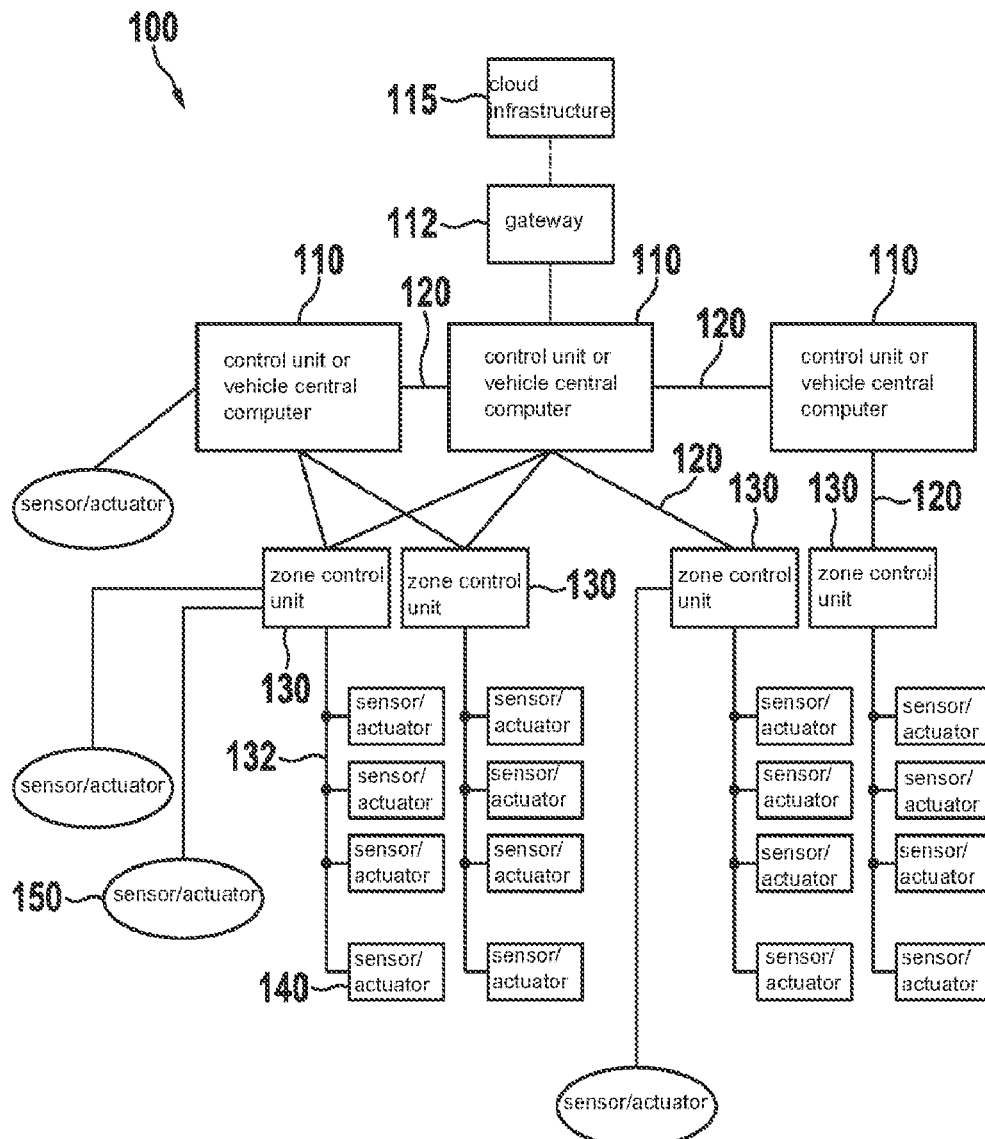 100
cloud
infrastructure
115
gateway
112
110
110
110
120
120
control unit or
vehicle central
computer
control unit or
vehicle central
computer
control unit or
vehicle central
computer
sensor/actuator
120
130
130
120
zone control
unit
zone control
unit
130
zone control
unit
zone control
unit
130
132
sensor/
actuator
sensor/
actuator
sensor/
actuator
sensor/
actuator
sensor/actuator
sensor/
actuator
sensor/
actuator
sensor/
actuator
sensor/
actuator
sensor/
actuator
sensor/
actuator
sensor/
actuator
sensor/
actuator
150
sensor/actuator
140
sensor/
actuator
sensor/
actuator
sensor/
actuator
sensor/
actuator
sensor/actuator